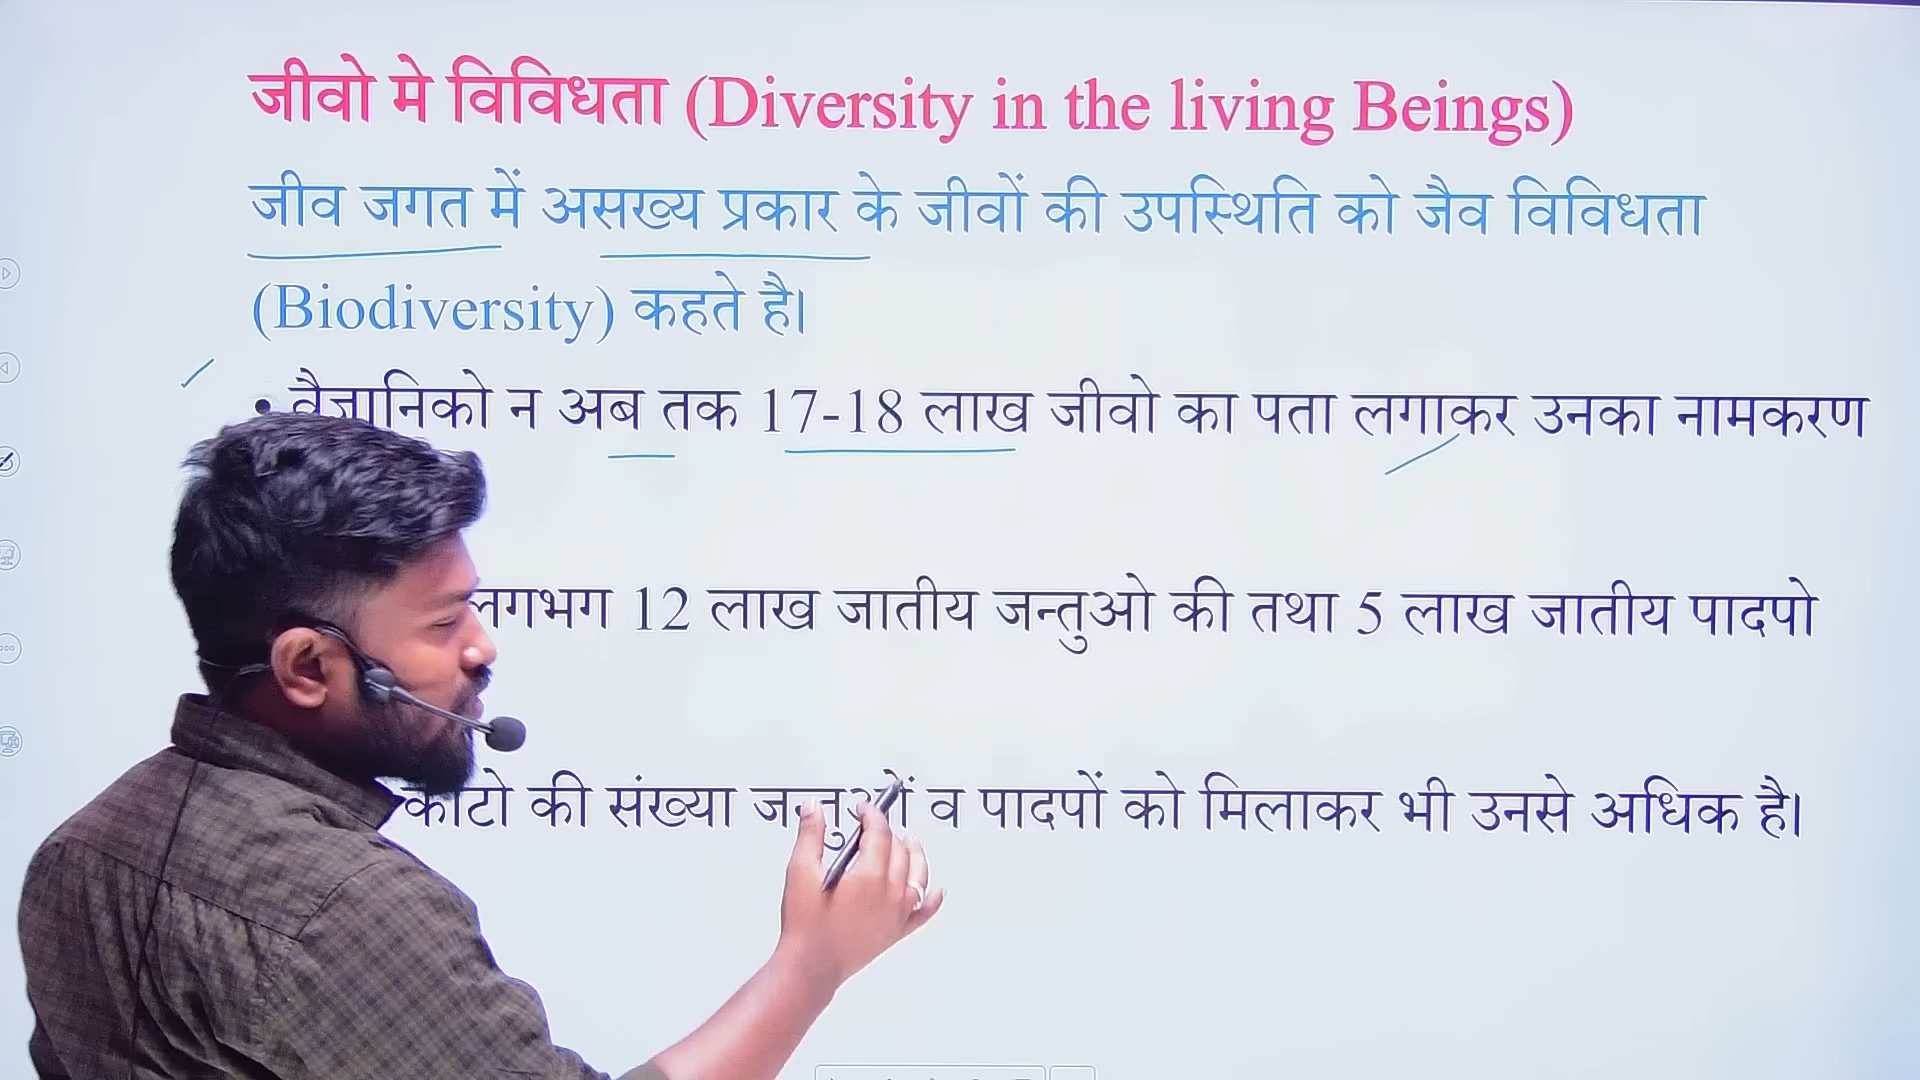 जीवो मे विविधता (Diversity in the living Beings)
जीव जगत में असख्य प्रकार के जीवों की उपस्थिति को जैव विविधता
(Biodiversity) कहते है।
• वैज्ञानिको न अब तक 17-18 लाख जीवो का पता लगाकर उनका नामकरण
लगभग 12 लाख जातीय जन्तुओ की तथा 5 लाख जातीय पादपो
की संख्या जन्तुओं व पादपों को मिलाकर भी उनसे अधिक है।